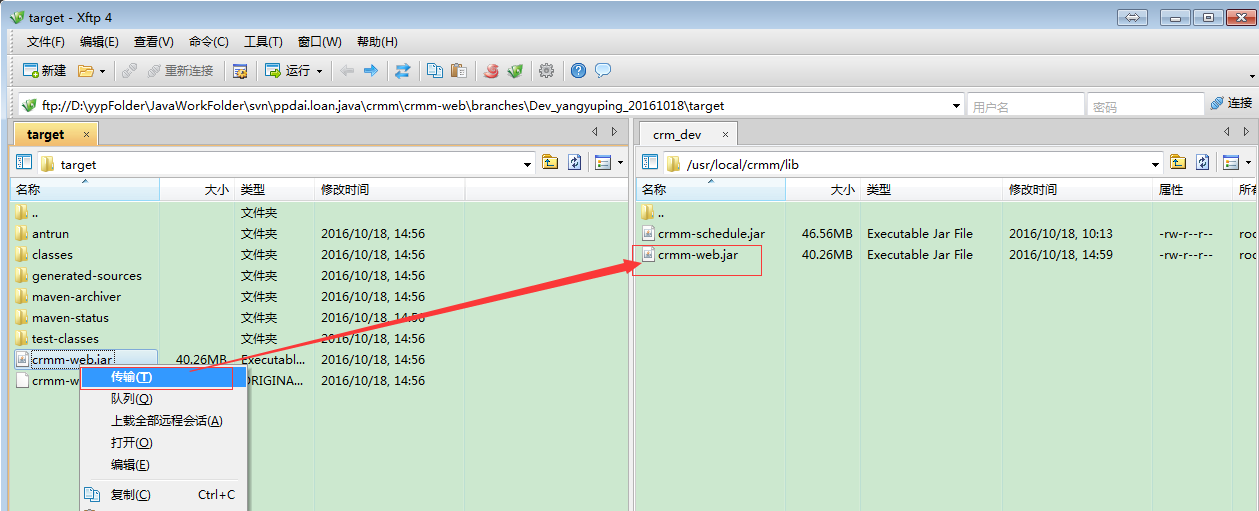 target - Xftp 4
文件(F) 编辑(E) 查看(V) 命令(C) 工具(T) 窗口(W) 帮助(H)
新建 重新连接 运行
ftp://D:\yypFolder\JavaWorkFolder\svn\ppdai.loan.java\crmm\crmm-web\branches\Dev_yangyuping_20161018\target 用户名 密码 连接
target
target
名称 大小 类型 修改时间
.. 文件夹
antrun 文件夹 2016/10/18, 14:56
classes 文件夹 2016/10/18, 14:56
generated-sources 文件夹 2016/10/18, 14:56
maven-archiver 文件夹 2016/10/18, 14:56
maven-status 文件夹 2016/10/18, 14:56
test-classes 文件夹 2016/10/18, 14:56
crmm-web.jar 40.26MB Executabl... 2016/10/18, 14:56
crmm-w ORIGINA... 2016/10/18, 14:56
传输(T)
队列(Q)
上载全部远程会话(A)
打开(O)
编辑(E)
复制(C) Ctrl+C
crm_dev
/usr/local/crmm/lib
名称 大小 类型 修改时间 属性 所有
..
crmm-schedule.jar 46.56MB Executable Jar File 2016/10/18, 10:13 -rw-r--r-- roo
crmm-web.jar 40.26MB Executable Jar File 2016/10/18, 14:59 -rw-r--r-- roo